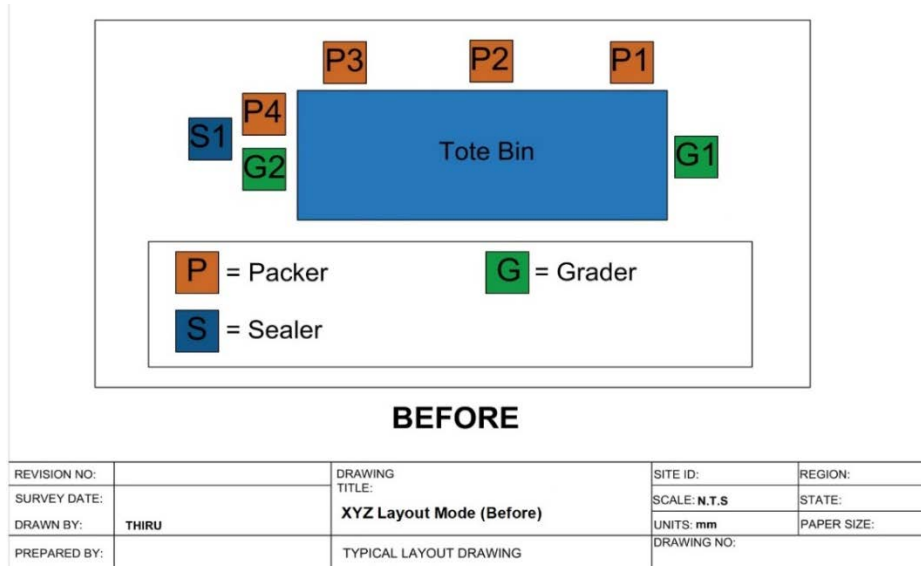 P3 P2 P1
P4
S1 Tote Bin G1
G2
P = Packer G = Grader
S = Sealer
BEFORE
REVISION NO: DRAWING TITLE: SITE ID: REGION:
SURVEY DATE: XYZ Layout Mode (Before) SCALE: N.T.S STATE:
DRAWN BY: THIRU UNITS: mm PAPER SIZE:
PREPARED BY: TYPICAL LAYOUT DRAWING DRAWING NO: